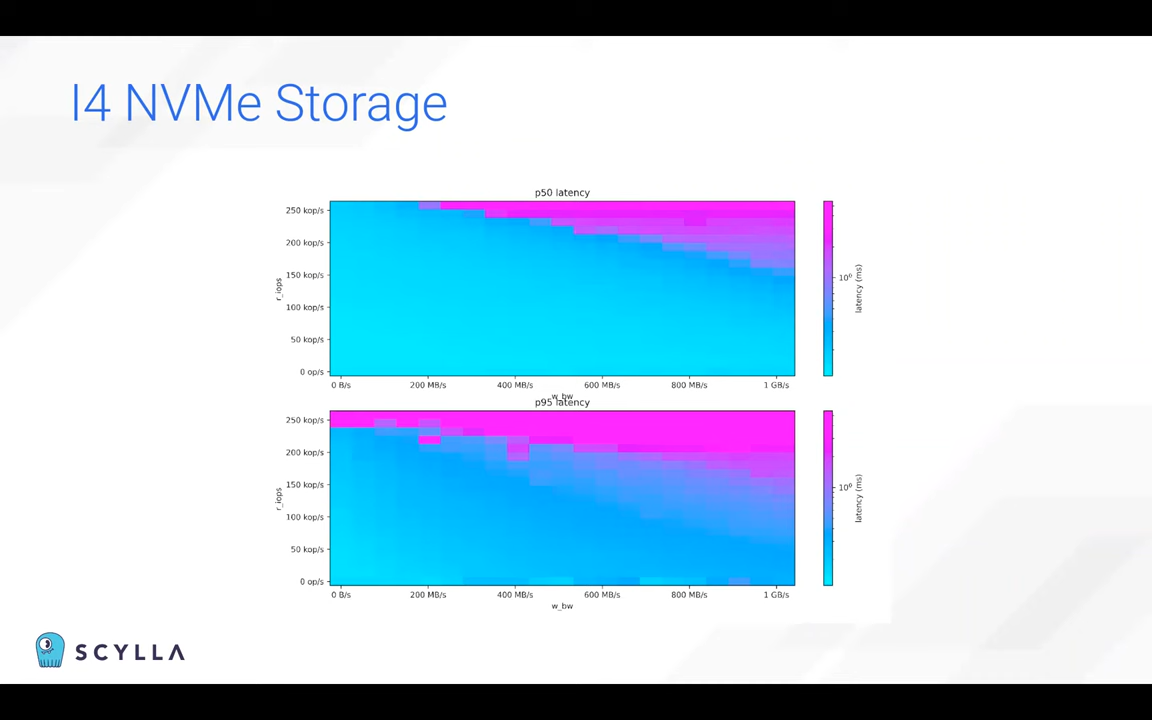 I4 NVMe Storage
p50 latency
250 kop/s
200 kop/s
150 kop/s
100 kop/s
50 kop/s
0 op/s
r_iops
0 B/s
200 MB/s
400 MB/s
600 MB/s
800 MB/s
1 GB/s
w_bw
10⁰
latency (ms)
p95 latency
250 kop/s
200 kop/s
150 kop/s
100 kop/s
50 kop/s
0 op/s
r_iops
0 B/s
200 MB/s
400 MB/s
600 MB/s
800 MB/s
1 GB/s
w_bw
10⁰
latency (ms)
SCYLLA